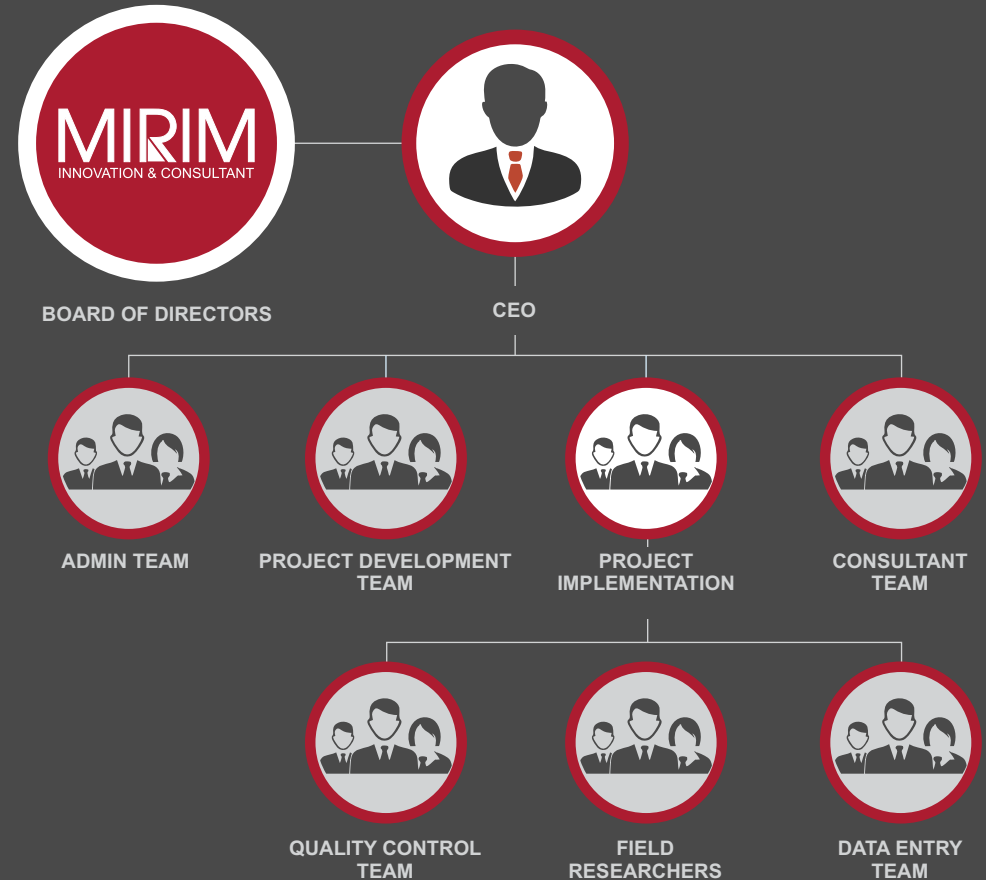 MIRIM
INNOVATION & CONSULTANT
BOARD OF DIRECTORS
CEO
ADMIN TEAM
PROJECT DEVELOPMENT
TEAM
PROJECT
IMPLEMENTATION
CONSULTANT
TEAM
QUALITY CONTROL
TEAM
FIELD
RESEARCHERS
DATA ENTRY
TEAM